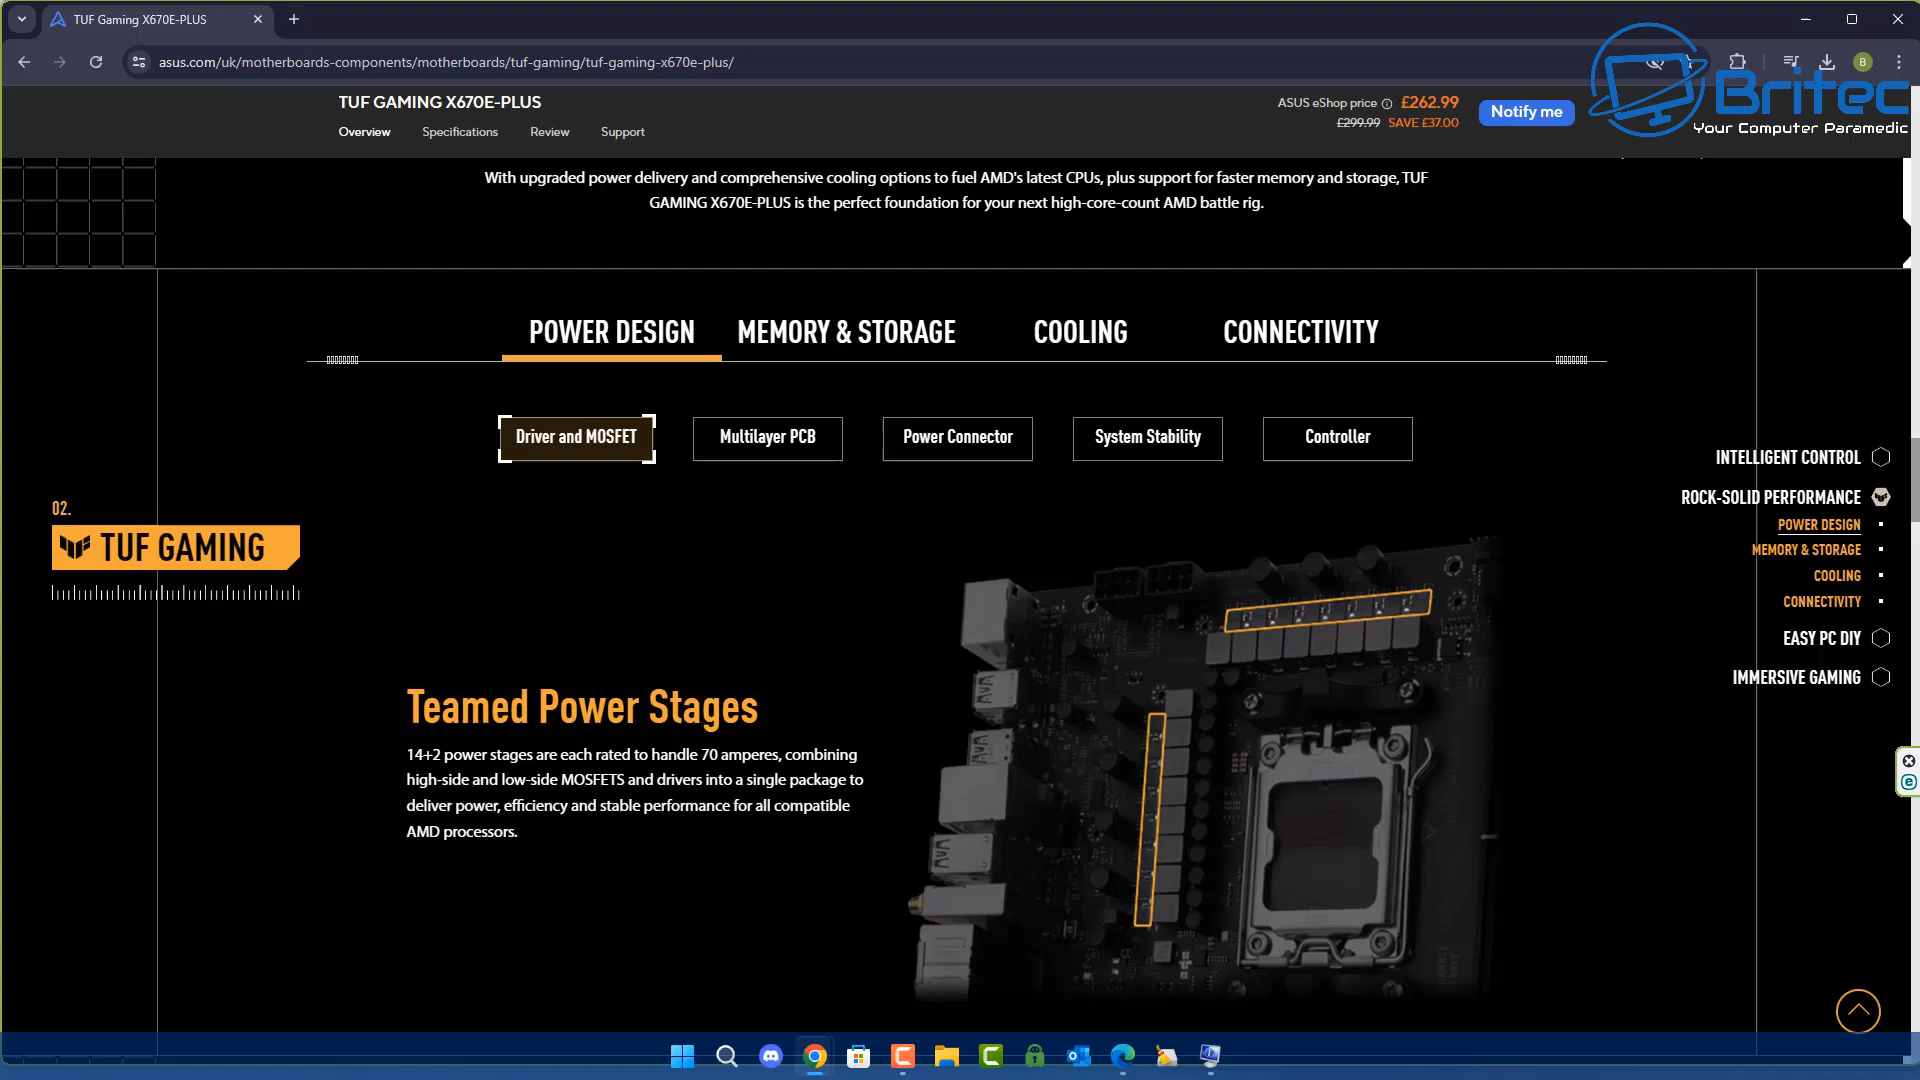 TUF Gaming X670E-PLUS
asus.com/uk/motherboards-components/motherboards/tuf-gaming/tuf-gaming-x670e-plus/
B
Britec
Your Computer Paramedic
TUF GAMING X670E-PLUS
ASUS eShop price £262.99
£299.99 SAVE £37.00
Notify me
Overview
Specifications
Review
Support
With upgraded power delivery and comprehensive cooling options to fuel AMD's latest CPUs, plus support for faster memory and storage, TUF
GAMING X670E-PLUS is the perfect foundation for your next high-core-count AMD battle rig.
POWER DESIGN
MEMORY & STORAGE
COOLING
CONNECTIVITY
Driver and MOSFET
Multilayer PCB
Power Connector
System Stability
Controller
02.
TUF GAMING
INTELLIGENT CONTROL
ROCK-SOLID PERFORMANCE
POWER DESIGN
MEMORY & STORAGE
COOLING
CONNECTIVITY
EASY PC DIY
IMMERSIVE GAMING
Teamed Power Stages
14+2 power stages are each rated to handle 70 amperes, combining
high-side and low-side MOSFETS and drivers into a single package to
deliver power, efficiency and stable performance for all compatible
AMD processors.